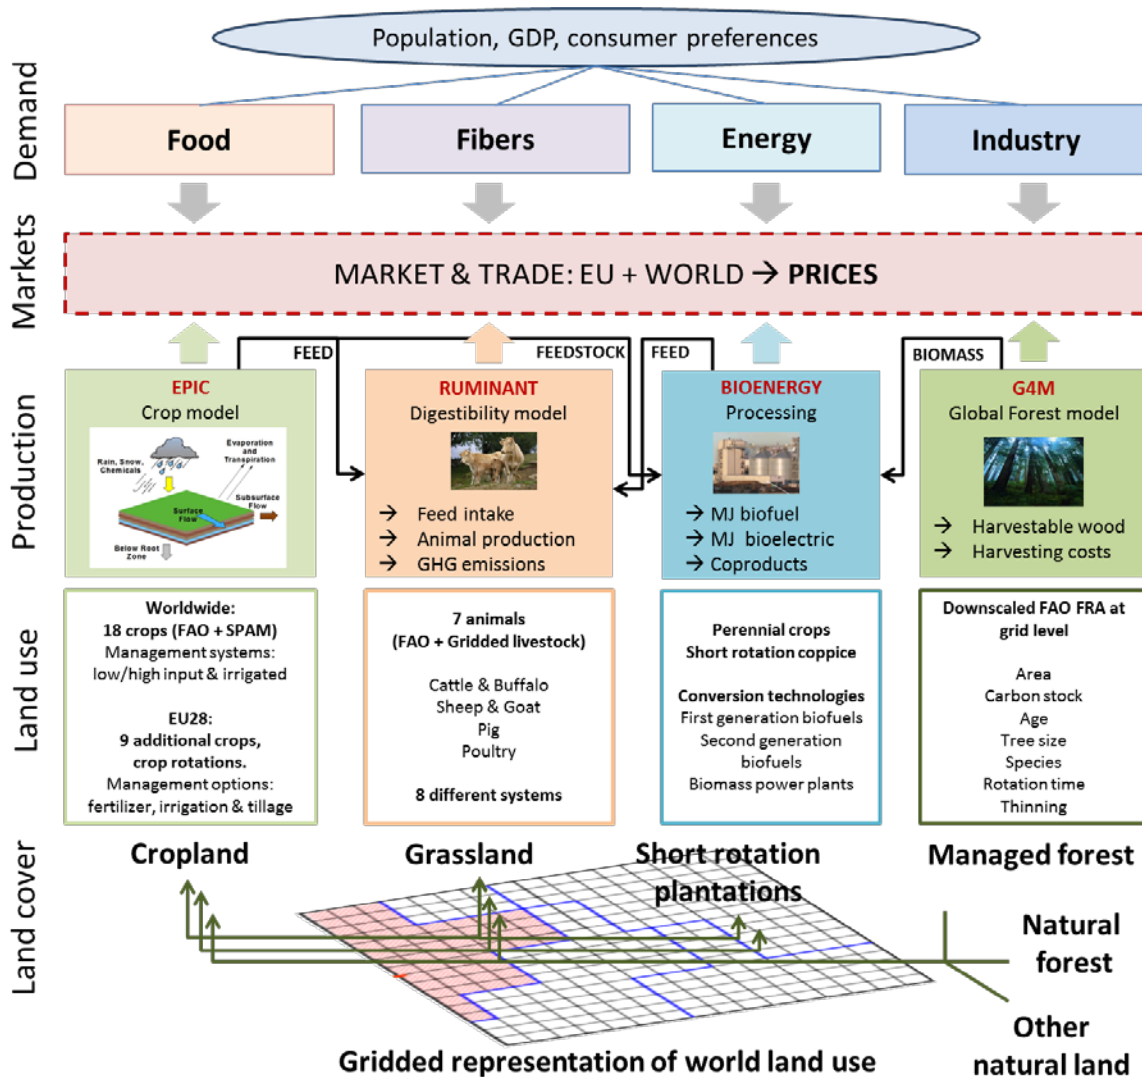 Population, GDP, consumer preferences
Demand
Food
Fibers
Energy
Industry
Markets
MARKET & TRADE: EU + WORLD → PRICES
FEED
FEEDSTOCK
FEED
BIOMASS
Production
EPIC
Crop model
Rain, Snow,
Chemicals
Evaporation
and
Transpiration
Subsurface
Flow
Surface
Flow
Below Root
Zone
RUMINANT
Digestibility model
→ Feed intake
→ Animal production
→ GHG emissions
BIOENERGY
Processing
→ MJ biofuel
→ MJ bioelectric
→ Coproducts
G4M
Global Forest model
→ Harvestable wood
→ Harvesting costs
Land use
Worldwide:
18 crops (FAO + SPAM)
Management systems:
low/high input & irrigated
EU28:
9 additional crops,
crop rotations.
Management options:
fertilizer, irrigation & tillage
7 animals
(FAO + Gridded livestock)
Cattle & Buffalo
Sheep & Goat
Pig
Poultry
8 different systems
Perennial crops
Short rotation coppice
Conversion technologies
First generation biofuels
Second generation
biofuels
Biomass power plants
Downscaled FAO FRA at
grid level
Area
Carbon stock
Age
Tree size
Species
Rotation time
Thinning
Land cover
Cropland
Grassland
Short rotation
plantations
Managed forest
Natural
forest
Other
natural land
Gridded representation of world land use